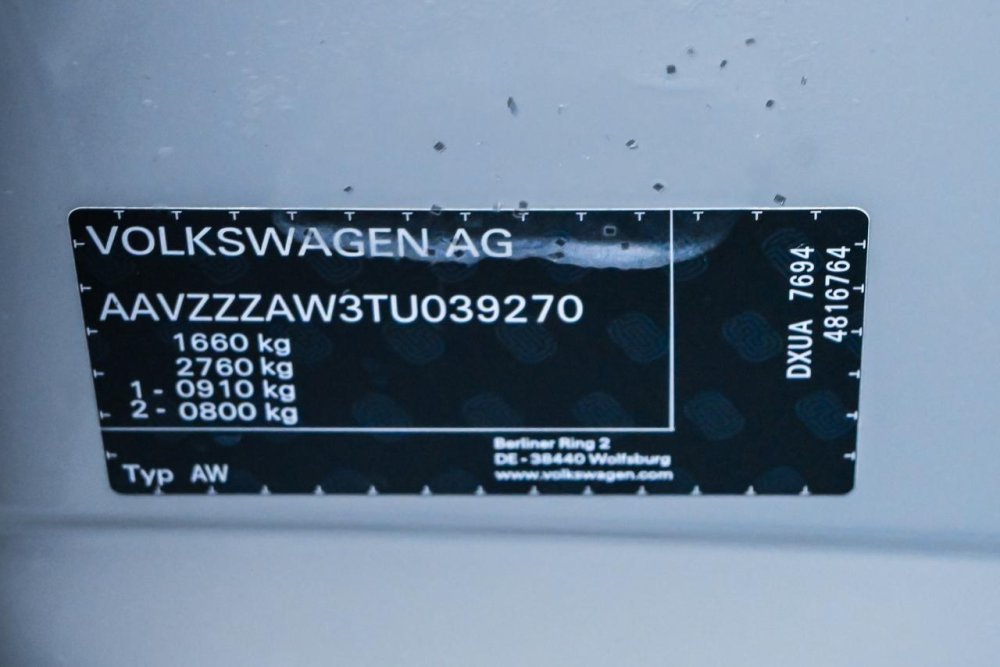 VOLKSWAGEN AG
AAVZZZAW3TU039270
1660 kg
2760 kg
1 - 0910 kg
2 - 0800 kg
Typ AW
Berliner Ring 2
DE - 38440 Wolfsburg
www.volkswagen.com
DXUA 7694
4816764